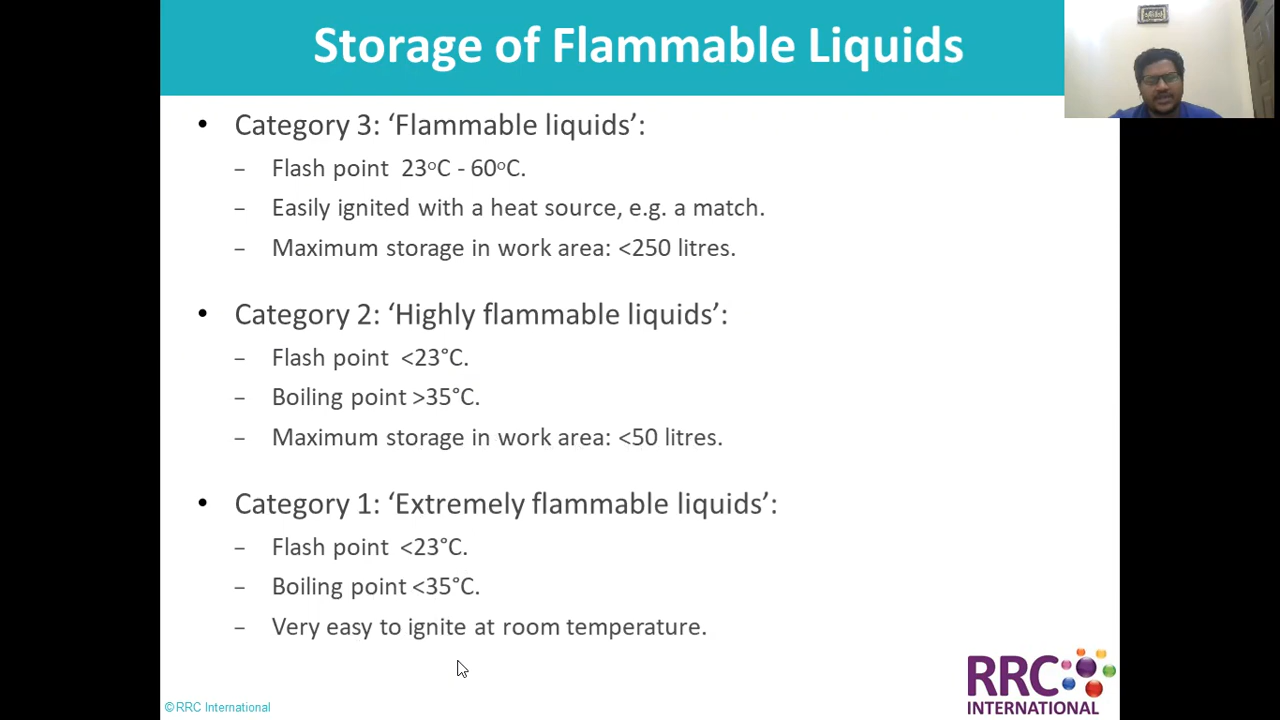 Storage of Flammable Liquids
• Category 3: ‘Flammable liquids’:
– Flash point 23ᵒC - 60ᵒC.
– Easily ignited with a heat source, e.g. a match.
– Maximum storage in work area: <250 litres.
• Category 2: ‘Highly flammable liquids’:
– Flash point <23°C.
– Boiling point >35°C.
– Maximum storage in work area: <50 litres.
• Category 1: ‘Extremely flammable liquids’:
– Flash point <23°C.
– Boiling point <35°C.
– Very easy to ignite at room temperature.
RRC
INTERNATIONAL
© RRC International